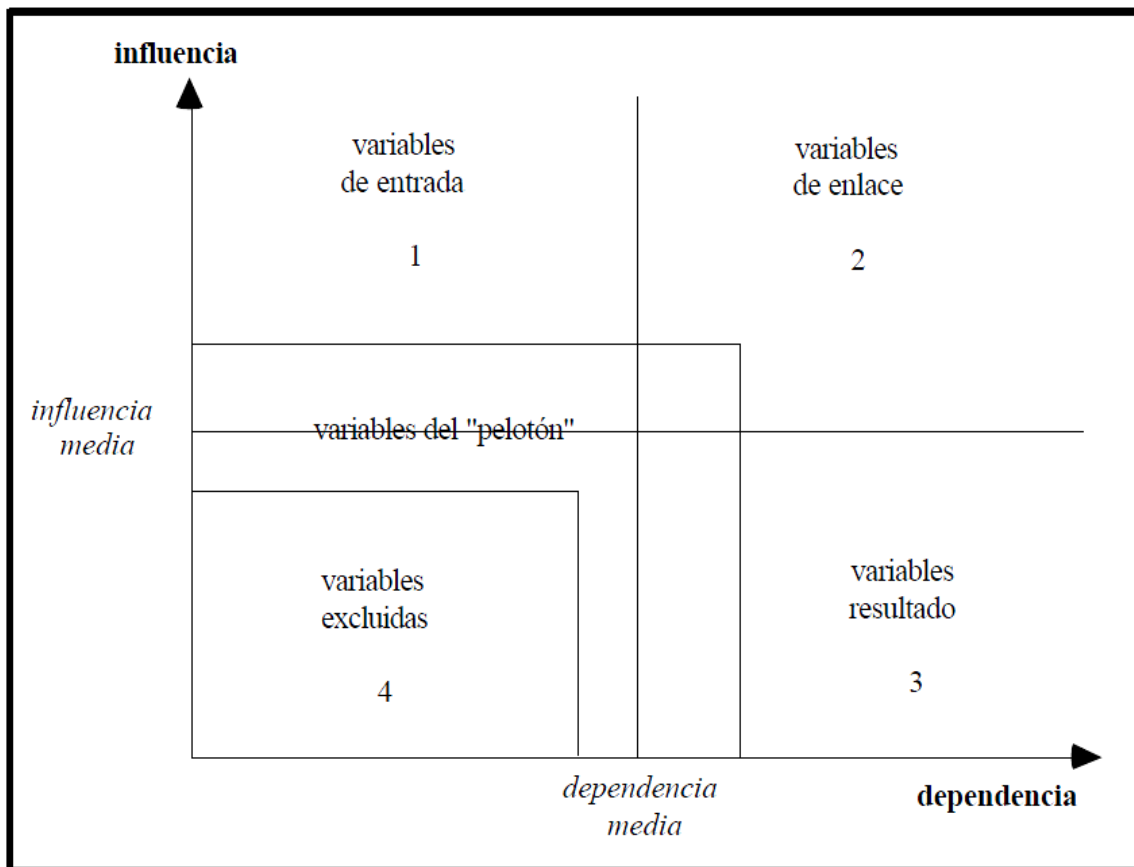 influencia
variables
de entrada
1
variables
de enlace
2
influencia
media
variables del "pelotón"
variables
excluidas
4
variables
resultado
3
dependencia
media
dependencia